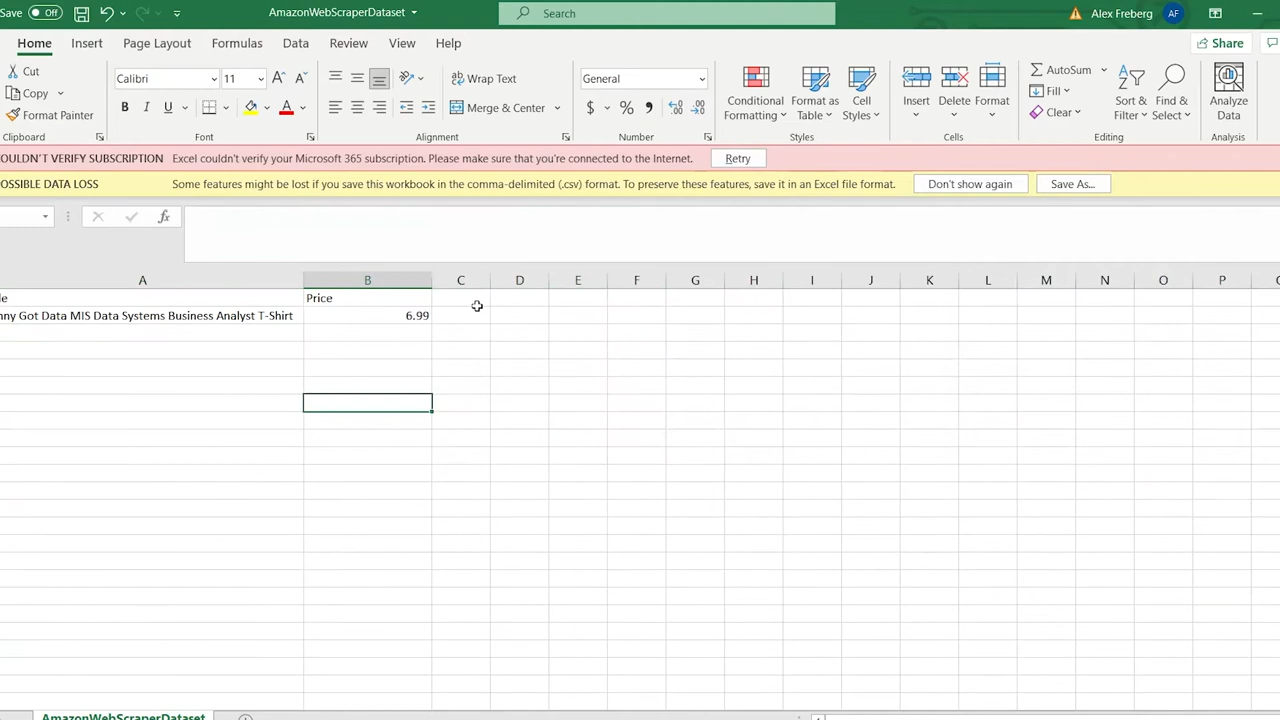 Save Off AmazonWebScraperDataset Search Alex Freberg AF
Home Insert Page Layout Formulas Data Review View Help Share
Cut
Copy
Format Painter
Clipboard
Calibri 11
B I U
Font
Wrap Text
Merge & Center
Alignment
General
$ % ,
Number
Conditional Formatting
Format as Table
Cell Styles
Styles
Insert Delete Format
Cells
AutoSum
Fill
Clear
Sort & Filter
Find & Select
Editing
Analyze Data
Analysis
OULDN'T VERIFY SUBSCRIPTION Excel couldn't verify your Microsoft 365 subscription. Please make sure that you're connected to the Internet. Retry
OSSIBLE DATA LOSS Some features might be lost if you save this workbook in the comma-delimited (.csv) format. To preserve these features, save it in an Excel file format. Don't show again Save As...
fx
A B C D E F G H I J K L M N O P
le Price
nny Got Data MIS Data Systems Business Analyst T-Shirt 6.99
AmazonWebScraperDataset